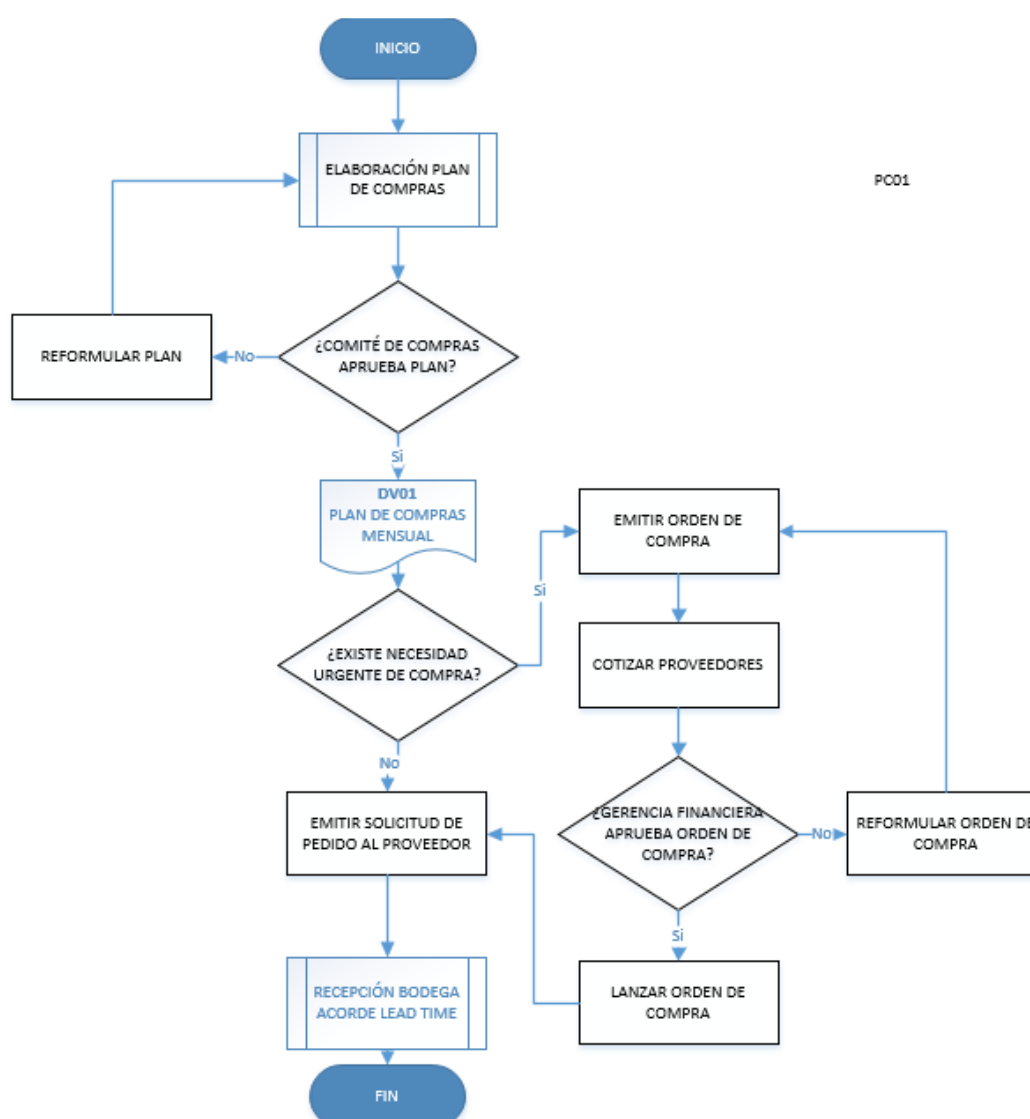 INICIO
ELABORACIÓN PLAN
DE COMPRAS
PC01
¿COMITÉ DE COMPRAS
APRUEBA PLAN?
No
REFORMULAR PLAN
Si
DV01
PLAN DE COMPRAS
MENSUAL
EMITIR ORDEN DE
COMPRA
Si
¿EXISTE NECESIDAD
URGENTE DE COMPRA?
COTIZAR PROVEEDORES
No
EMITIR SOLICITUD DE
PEDIDO AL PROVEEDOR
¿GERENCIA FINANCIERA
APRUEBA ORDEN DE
COMPRA?
No
REFORMULAR ORDEN DE
COMPRA
Si
RECEPCIÓN BODEGA
ACORDE LEAD TIME
LANZAR ORDEN DE
COMPRA
FIN